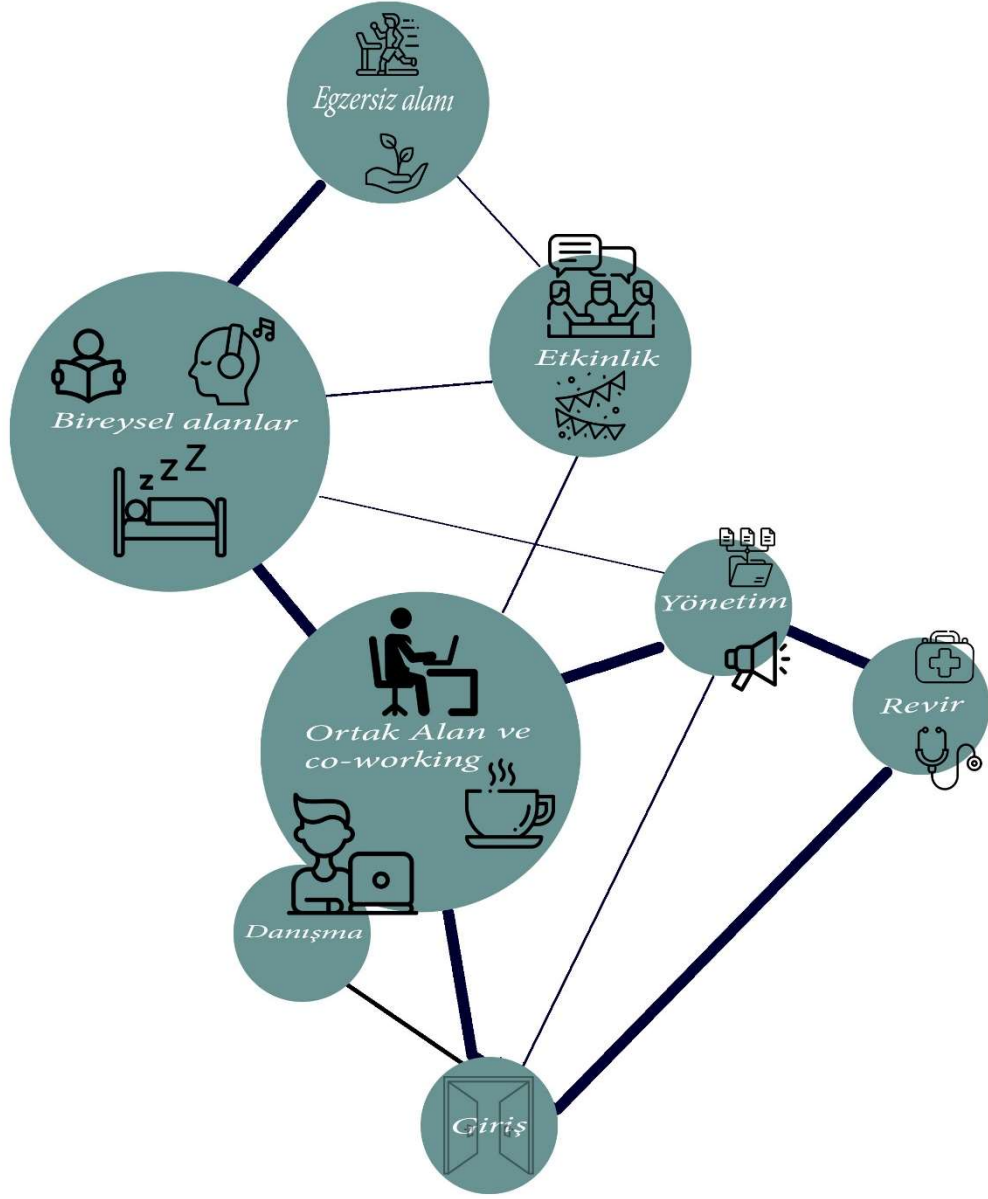 Egzersiz alanı
Etkinlik
Bireysel alanlar
z z Z
Yönetim
Revir
Ortak Alan ve
co-working
Danışma
Giriş